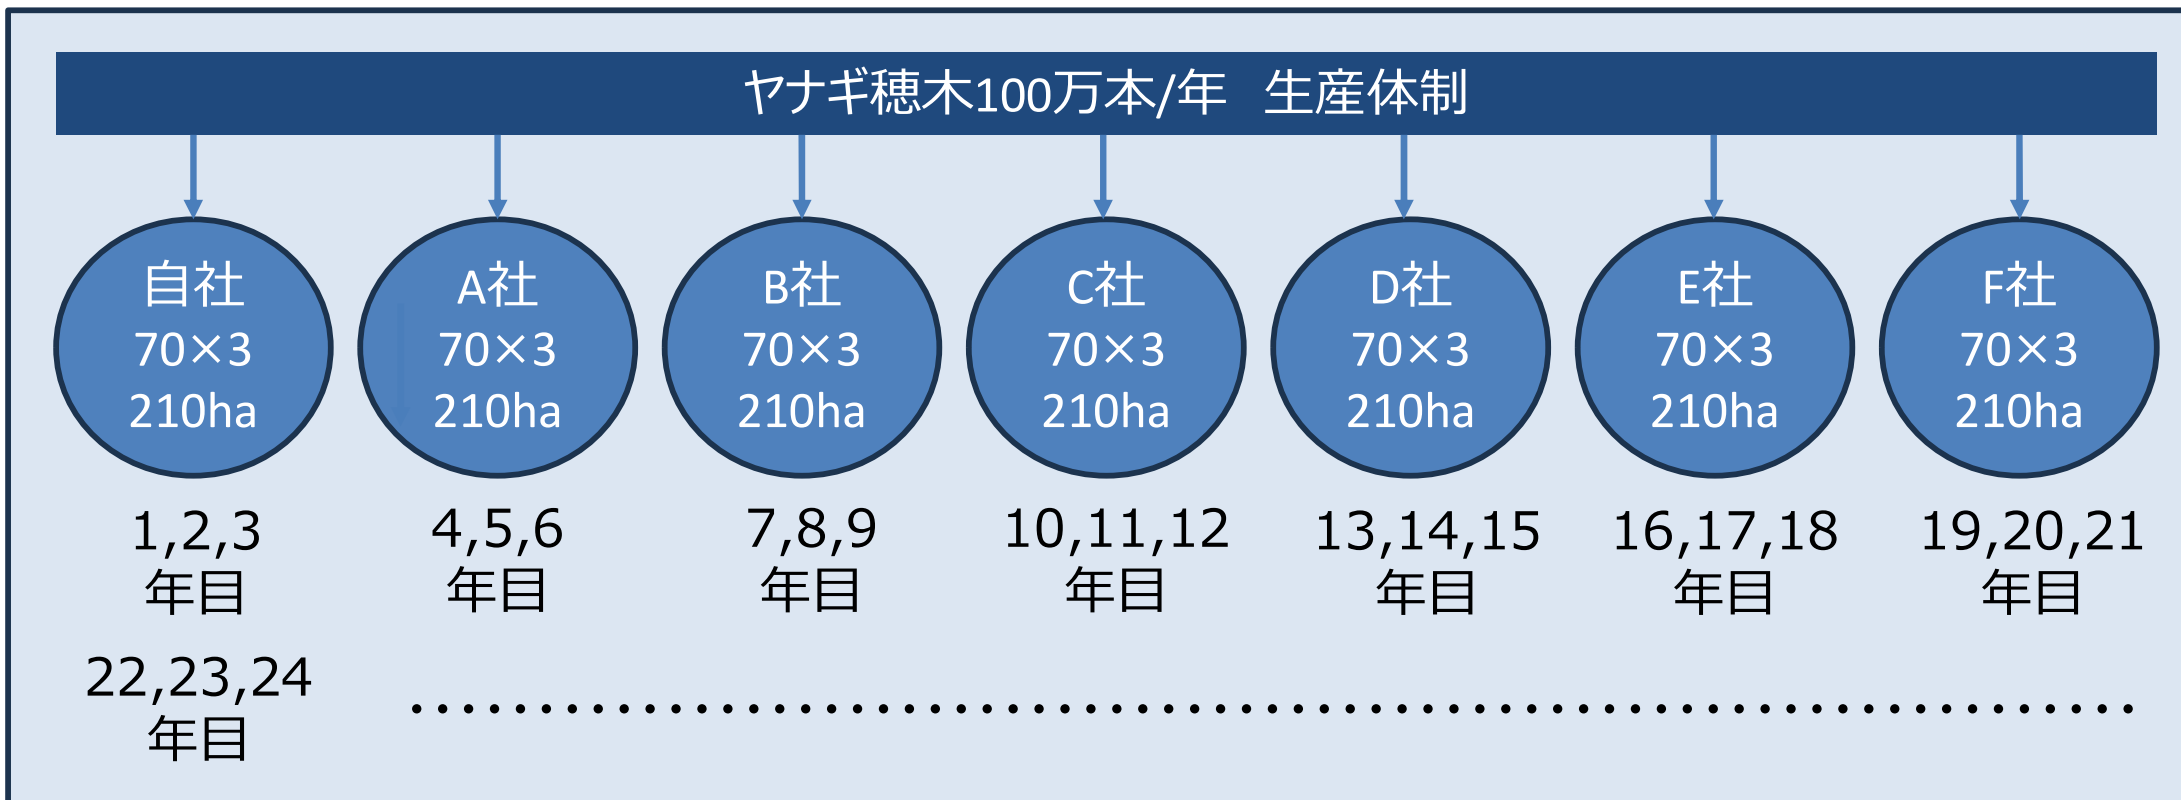 ヤナギ穂木100万本/年　生産体制
自社
70×3
210ha
A社
70×3
210ha
B社
70×3
210ha
C社
70×3
210ha
D社
70×3
210ha
E社
70×3
210ha
F社
70×3
210ha
1,2,3
年目
4,5,6
年目
7,8,9
年目
10,11,12
年目
13,14,15
年目
16,17,18
年目
19,20,21
年目
22,23,24
年目